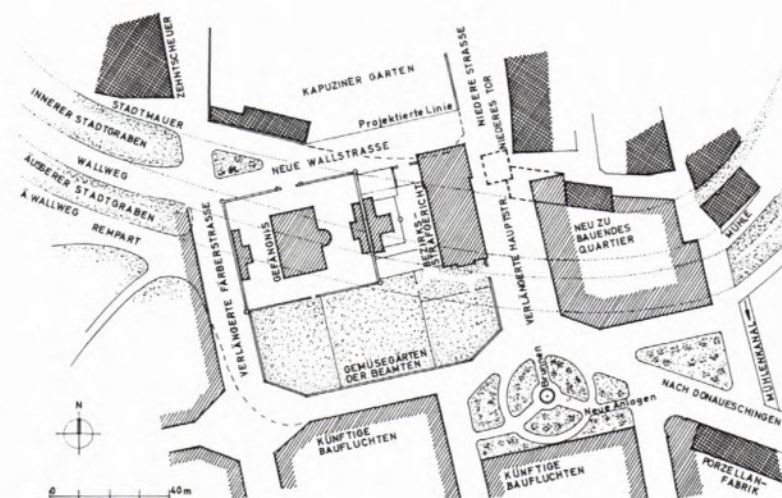 ZEHNTSCHEUER
KAPUZINER GARTEN
Projektierte Linie
NIEDERE STRASSE
NIEDERES TOR
STADTMAUER
INNERER STADTGRABEN
NEUE WALLSTRASSE
WALLWEG
ÄUSSERER STADTGRABEN
Ä. WALLWEG
REMPART
VERLÄNGERTE FÄRBERSTRASSE
GEFÄNGNIS
BEZIRKS-
STRAFGERICHT
VERLÄNGERTE HAUPTSTR.
NEU ZU
BAUENDES
QUARTIER
MÜHLE
MÜHLENKANAL
GEMÜSEGÄRTEN
DER BEAMTEN
Brunnen
Neue Anlagen
NACH DONAUESCHINGEN
N
KÜNFTIGE
BAUFLUCHTEN
KÜNFTIGE
BAUFLUCHTEN
PORZELLAN-
FABRIK
0
40 m